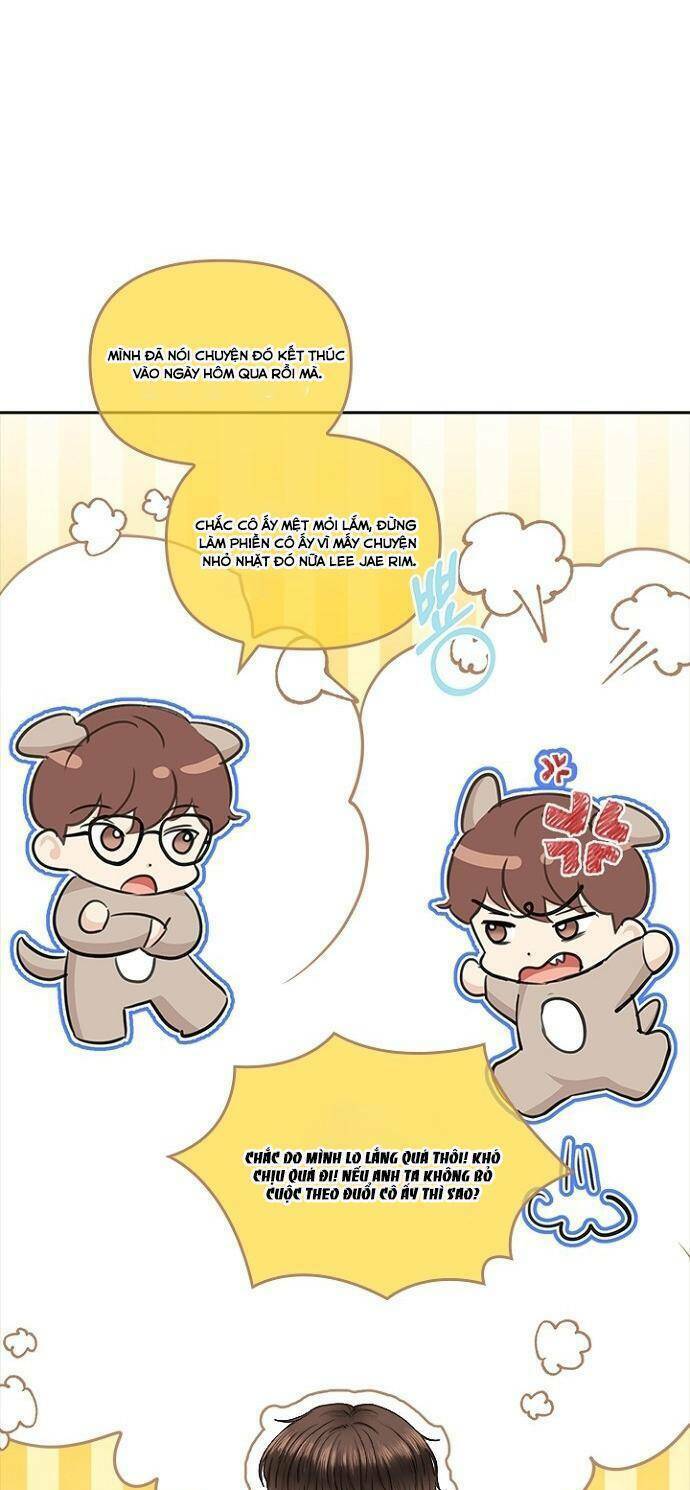 MÌNH ĐÃ NÓI CHUYỆN ĐÓ KẾT THÚC
VÀO NGÀY HÔM QUA RỒI MÀ.
CHẮC CÔ ẤY MỆT MỎI LẮM, ĐỪNG
LÀM PHIỀN CÔ ẤY VÌ MẤY CHUYỆN
NHỎ NHẶT ĐÓ NỮA LEE JAE RIM.
뿅
CHẮC DO MÌNH LO LẮNG QUÁ THÔI! KHÓ
CHỊU QUÁ ĐI! NẾU ANH TA KHÔNG BỎ
CUỘC THEO ĐUỔI CÔ ẤY THÌ SAO?